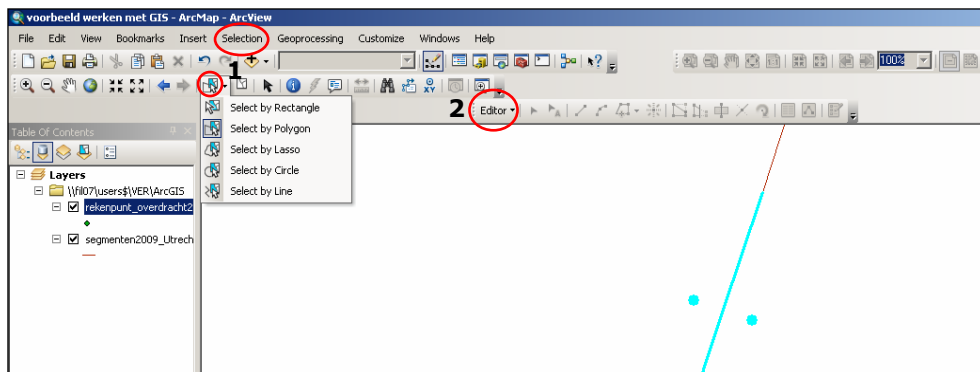 voorbeeld werken met GIS - ArcMap - ArcView
File Edit View Bookmarks Insert Selection Geoprocessing Customize Windows Help
1
100%
Select by Rectangle
Select by Polygon
Select by Lasso
Select by Circle
Select by Line
2 Editor
Table Of Contents
Layers
\\fil07\users$\VER\ArcGIS
rekenpunt_overdracht2
segmenten2009_Utrech